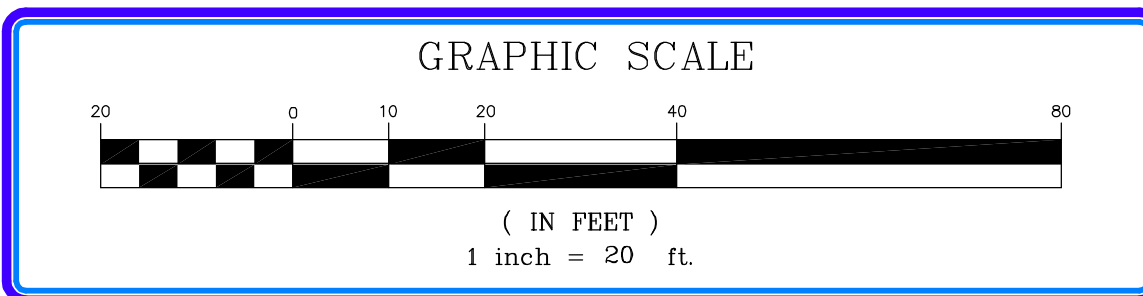 GRAPHIC SCALE
20 0 10 20 40 80
( IN FEET )
1 inch = 20 ft.